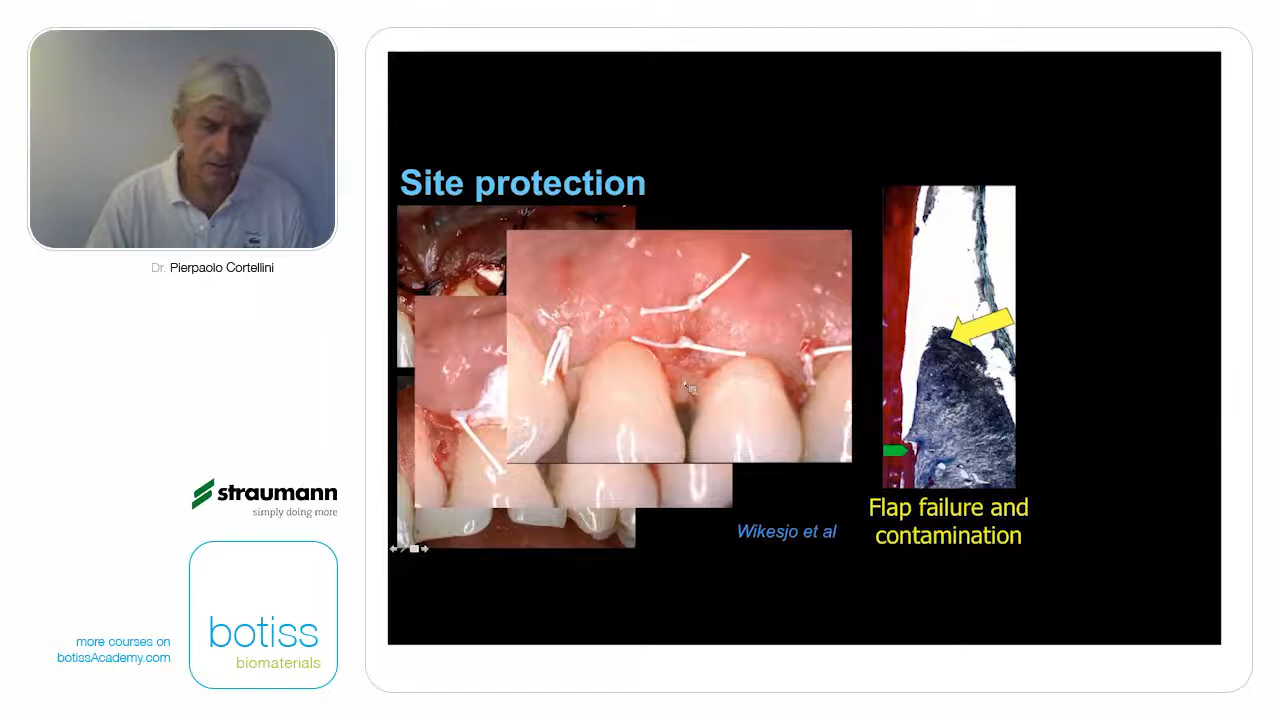 Dr. Pierpaolo Cortellini
straumann
simply doing more
more courses on
botissAcademy.com
botiss
biomaterials
Site protection
Wikesjo et al
Flap failure and
contamination